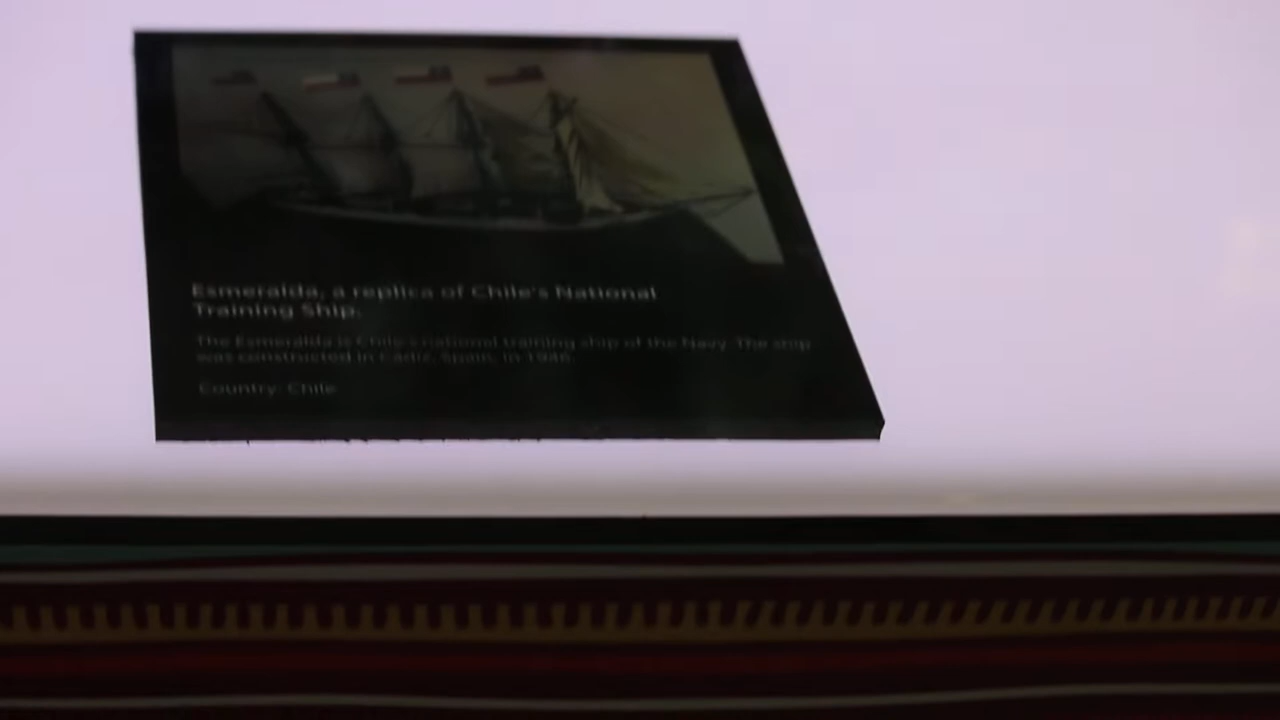 Esmeralda, a replica of Chile's National
Training Ship.
The Esmeralda is Chile's national training ship of the Navy. The ship
was constructed in Cadiz, Spain, in 1946.
Country: Chile